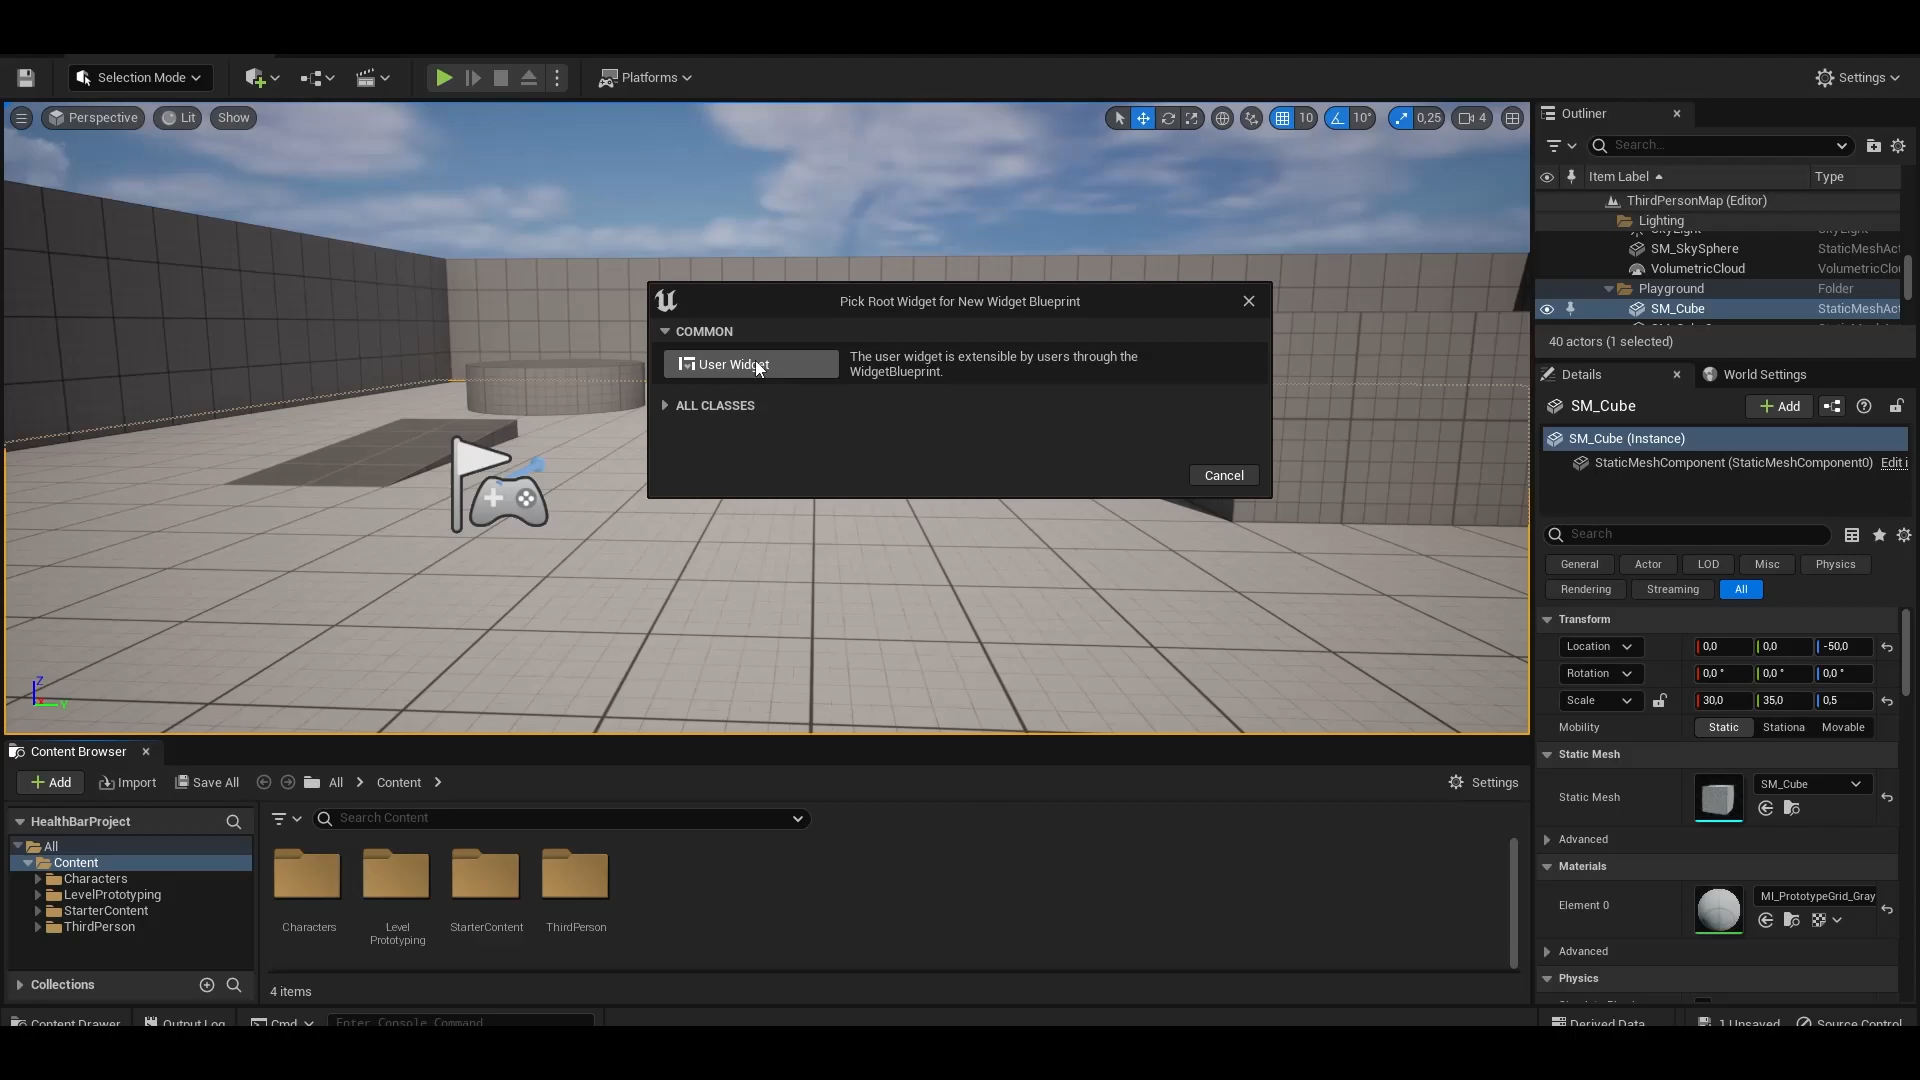 Selection Mode
Platforms
Settings
Perspective
Lit
Show
10
10°
0,25
4
Outliner
Search...
Item Label
Type
ThirdPersonMap (Editor)
Lighting
SkyLight
SM_SkySphere
StaticMeshAct
VolumetricCloud
VolumetricClou
Playground
Folder
SM_Cube
StaticMeshAct
40 actors (1 selected)
Pick Root Widget for New Widget Blueprint
COMMON
User Widget
The user widget is extensible by users through the
WidgetBlueprint.
ALL CLASSES
Cancel
Details
World Settings
SM_Cube
Add
SM_Cube (Instance)
StaticMeshComponent (StaticMeshComponent0)
Edit i
Search
General
Actor
LOD
Misc
Physics
Rendering
Streaming
All
Transform
Location
0,0
0,0
-50,0
Rotation
0,0 °
0,0 °
0,0 °
Scale
30,0
35,0
0,5
Mobility
Static
Stationa
Movable
Static Mesh
Static Mesh
SM_Cube
Advanced
Materials
Element 0
MI_PrototypeGrid_Gray
Advanced
Physics
Z
Y
Content Browser
Add
Import
Save All
All
Content
Settings
HealthBarProject
Search Content
All
Content
Characters
LevelPrototyping
StarterContent
ThirdPerson
Characters
Level
Prototyping
StarterContent
ThirdPerson
Collections
4 items
Content Drawer
Output Log
Cmd
Enter Console Command
Derived Data
1 Unsaved
Source Control